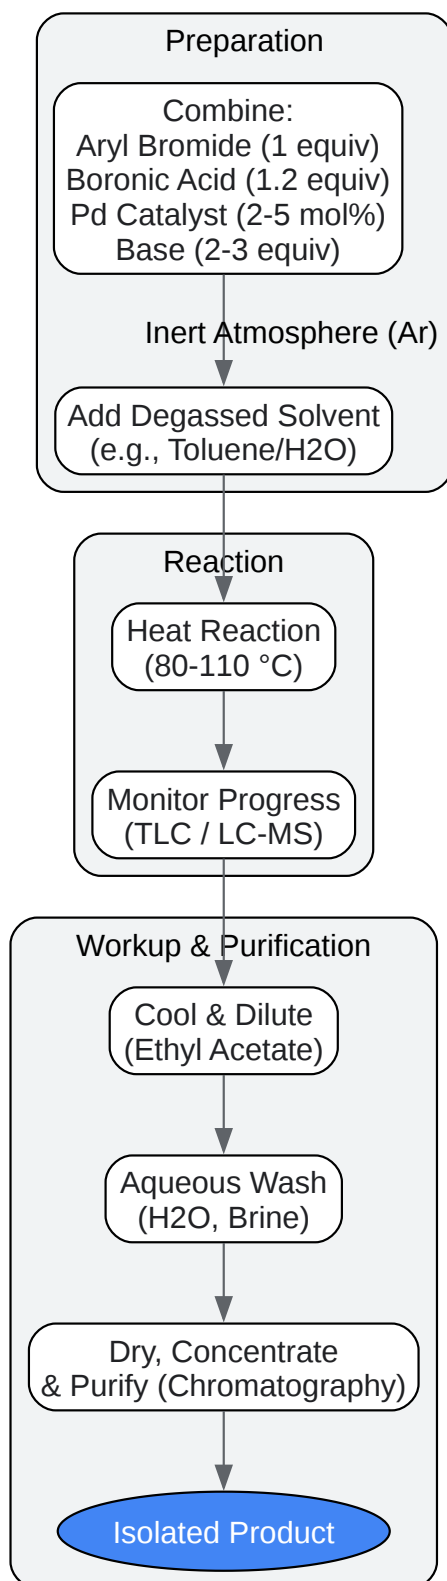 Preparation
Combine:
Aryl Bromide (1 equiv)
Boronic Acid (1.2 equiv)
Pd Catalyst (2-5 mol%)
Base (2-3 equiv)
Inert Atmosphere (Ar)
Add Degassed Solvent
(e.g., Toluene/H2O)
Reaction
Heat Reaction
(80-110 °C)
Monitor Progress
(TLC / LC-MS)
Workup & Purification
Cool & Dilute
(Ethyl Acetate)
Aqueous Wash
(H2O, Brine)
Dry, Concentrate
& Purify (Chromatography)
Isolated Product